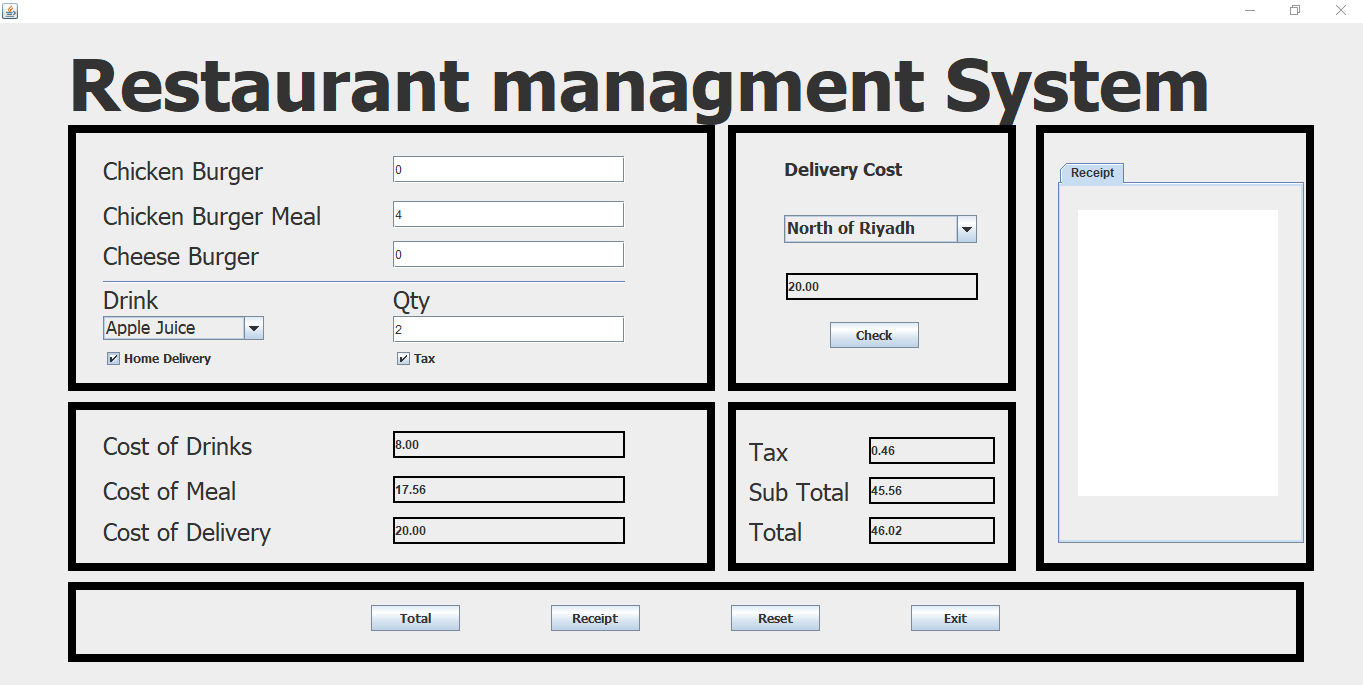 Restaurant managment System
Chicken Burger 0
Chicken Burger Meal 4
Cheese Burger 0
Drink Qty
Apple Juice 2
Home Delivery Tax
Delivery Cost
North of Riyadh
20.00
Check
Receipt
Cost of Drinks 8.00
Cost of Meal 17.56
Cost of Delivery 20.00
Tax 0.46
Sub Total 45.56
Total 46.02
Total Receipt Reset Exit